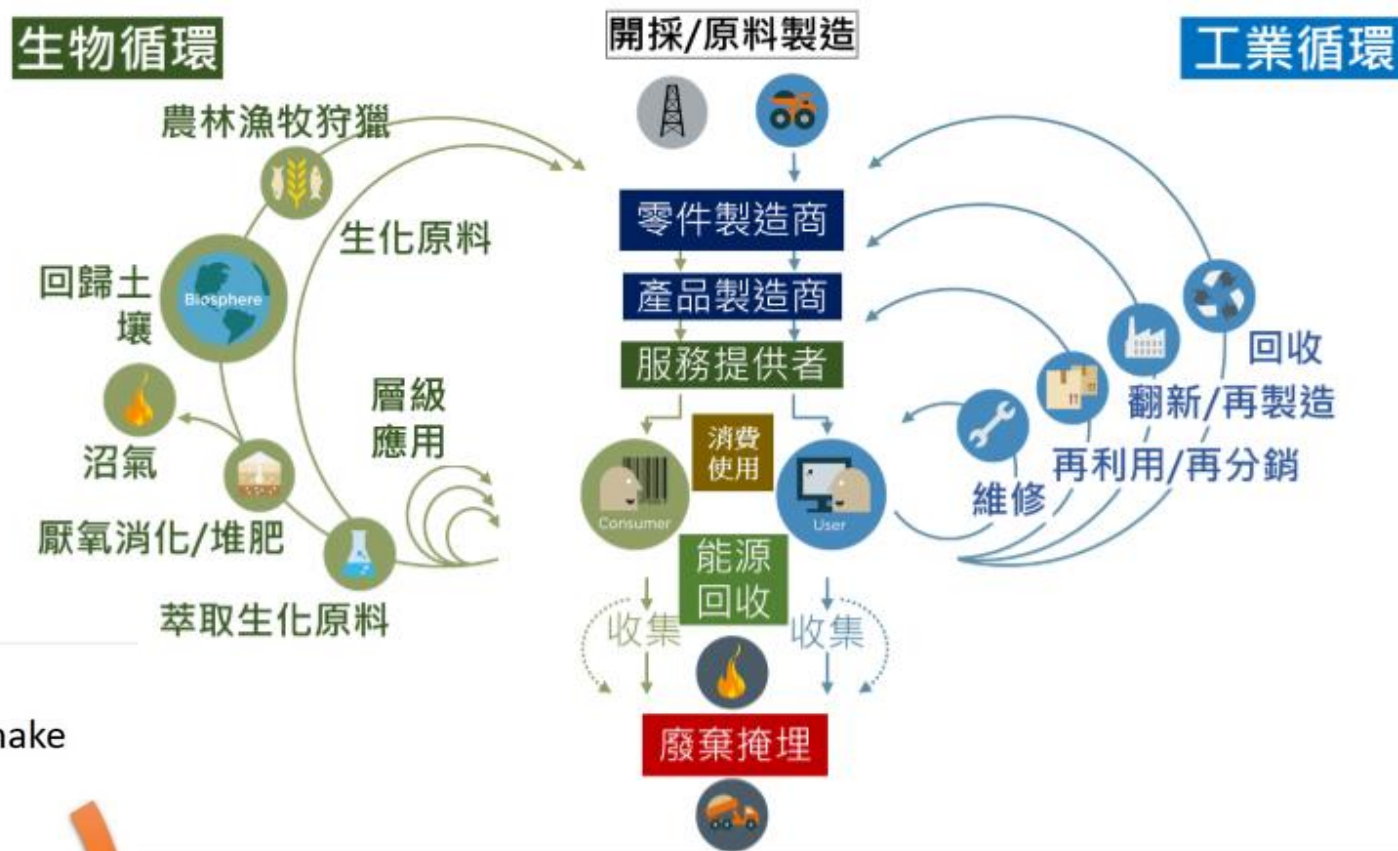 生物循環
開採/原料製造
工業循環
農林漁牧狩獵
生化原料
回歸土
壤
Biosphere
沼氣
厭氧消化/堆肥
萃取生化原料
層級
應用
零件製造商
產品製造商
服務提供者
消費
使用
Consumer
User
能源
回收
收集
收集
廢棄掩埋
回收
翻新/再製造
再利用/再分銷
維修